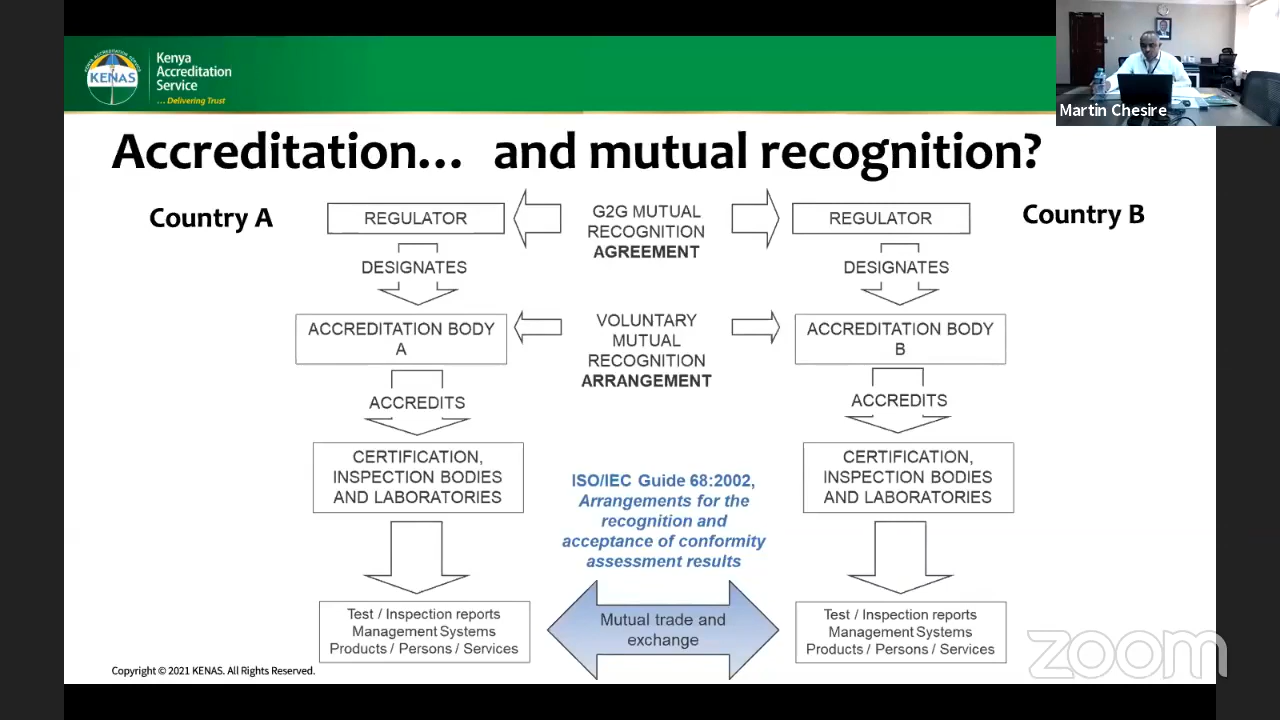 KENAS
Kenya
Accreditation
Service
... Delivering Trust
Martin Chesire
Accreditation... and mutual recognition?
Country A
REGULATOR
G2G MUTUAL
RECOGNITION
AGREEMENT
REGULATOR
Country B
DESIGNATES
DESIGNATES
ACCREDITATION BODY
A
VOLUNTARY
MUTUAL
RECOGNITION
ARRANGEMENT
ACCREDITATION BODY
B
ACCREDITS
ACCREDITS
CERTIFICATION,
INSPECTION BODIES
AND LABORATORIES
ISO/IEC Guide 68:2002,
Arrangements for the
recognition and
acceptance of conformity
assessment results
CERTIFICATION,
INSPECTION BODIES
AND LABORATORIES
Test / Inspection reports
Management Systems
Products / Persons / Services
Mutual trade and
exchange
Test / Inspection reports
Management Systems
Products / Persons / Services
zoom
Copyright © 2021 KENAS. All Rights Reserved.